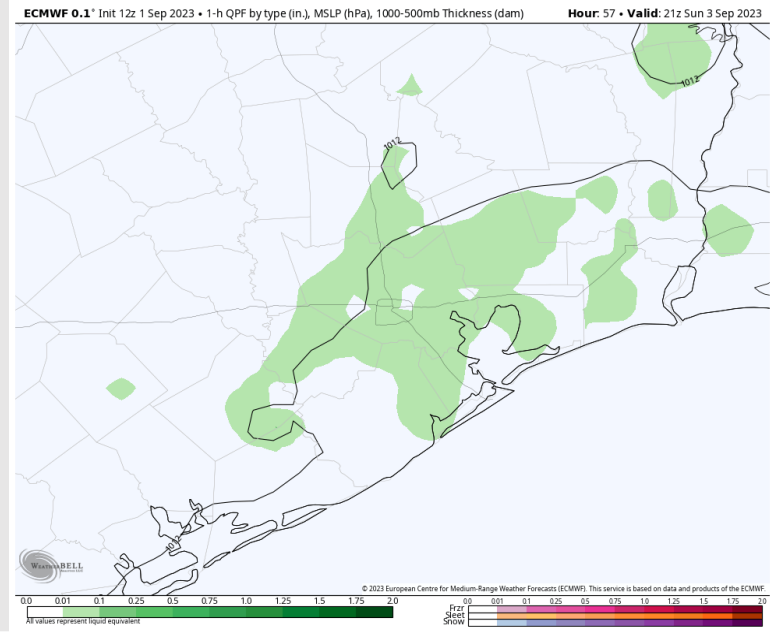 ECMWF 0.1° Init 12z 1 Sep 2023 • 1-h QPF by type (in.), MSLP (hPa), 1000-500mb Thickness (dam) Hour: 57 • Valid: 21z Sun 3 Sep 2023
1012
1012
1012
WEATHERBELL
© 2023 European Centre for Medium-Range Weather Forecasts (ECMWF). This service is based on data and products of the ECMWF.
0.0 0.01 0.1 0.25 0.5 0.75 1.0 1.25 1.5 1.75 2.0
0.0 0.01 0.1 0.25 0.5 0.75 1.0 1.25 1.5 1.75 2.0
All values represent liquid equivalent
Frzr
Sleet
Snow